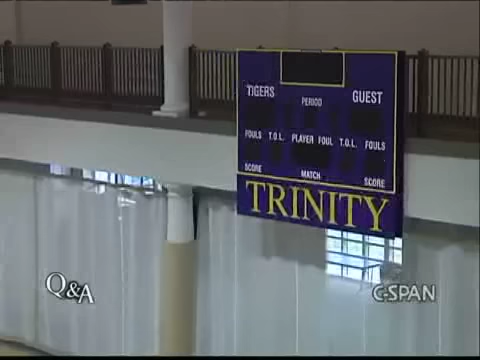 TIGERS
PERIOD
GUEST
FOULS T.O.L. PLAYER FOUL T.O.L. FOULS
SCORE MATCH SCORE
TRINITY
Q&A
C-SPAN